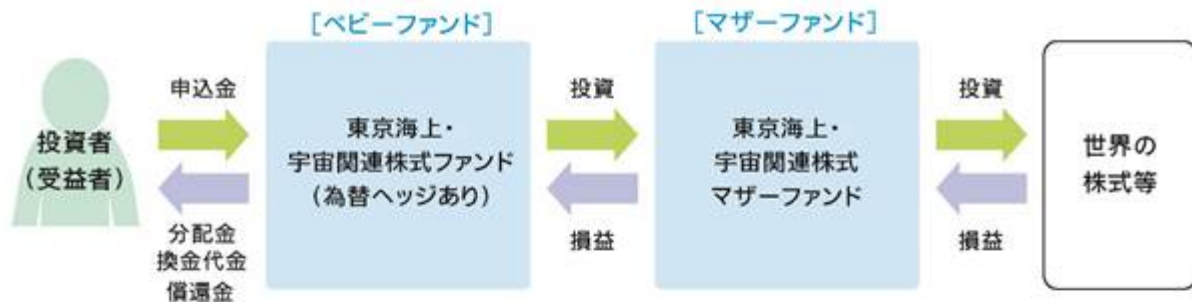 [ベビーファンド]
[マザーファンド]
申込金
投資
投資
投資者
(受益者)
東京海上・
宇宙関連株式ファンド
(為替ヘッジあり)
東京海上・
宇宙関連株式
マザーファンド
世界の
株式等
分配金
換金代金
償還金
損益
損益